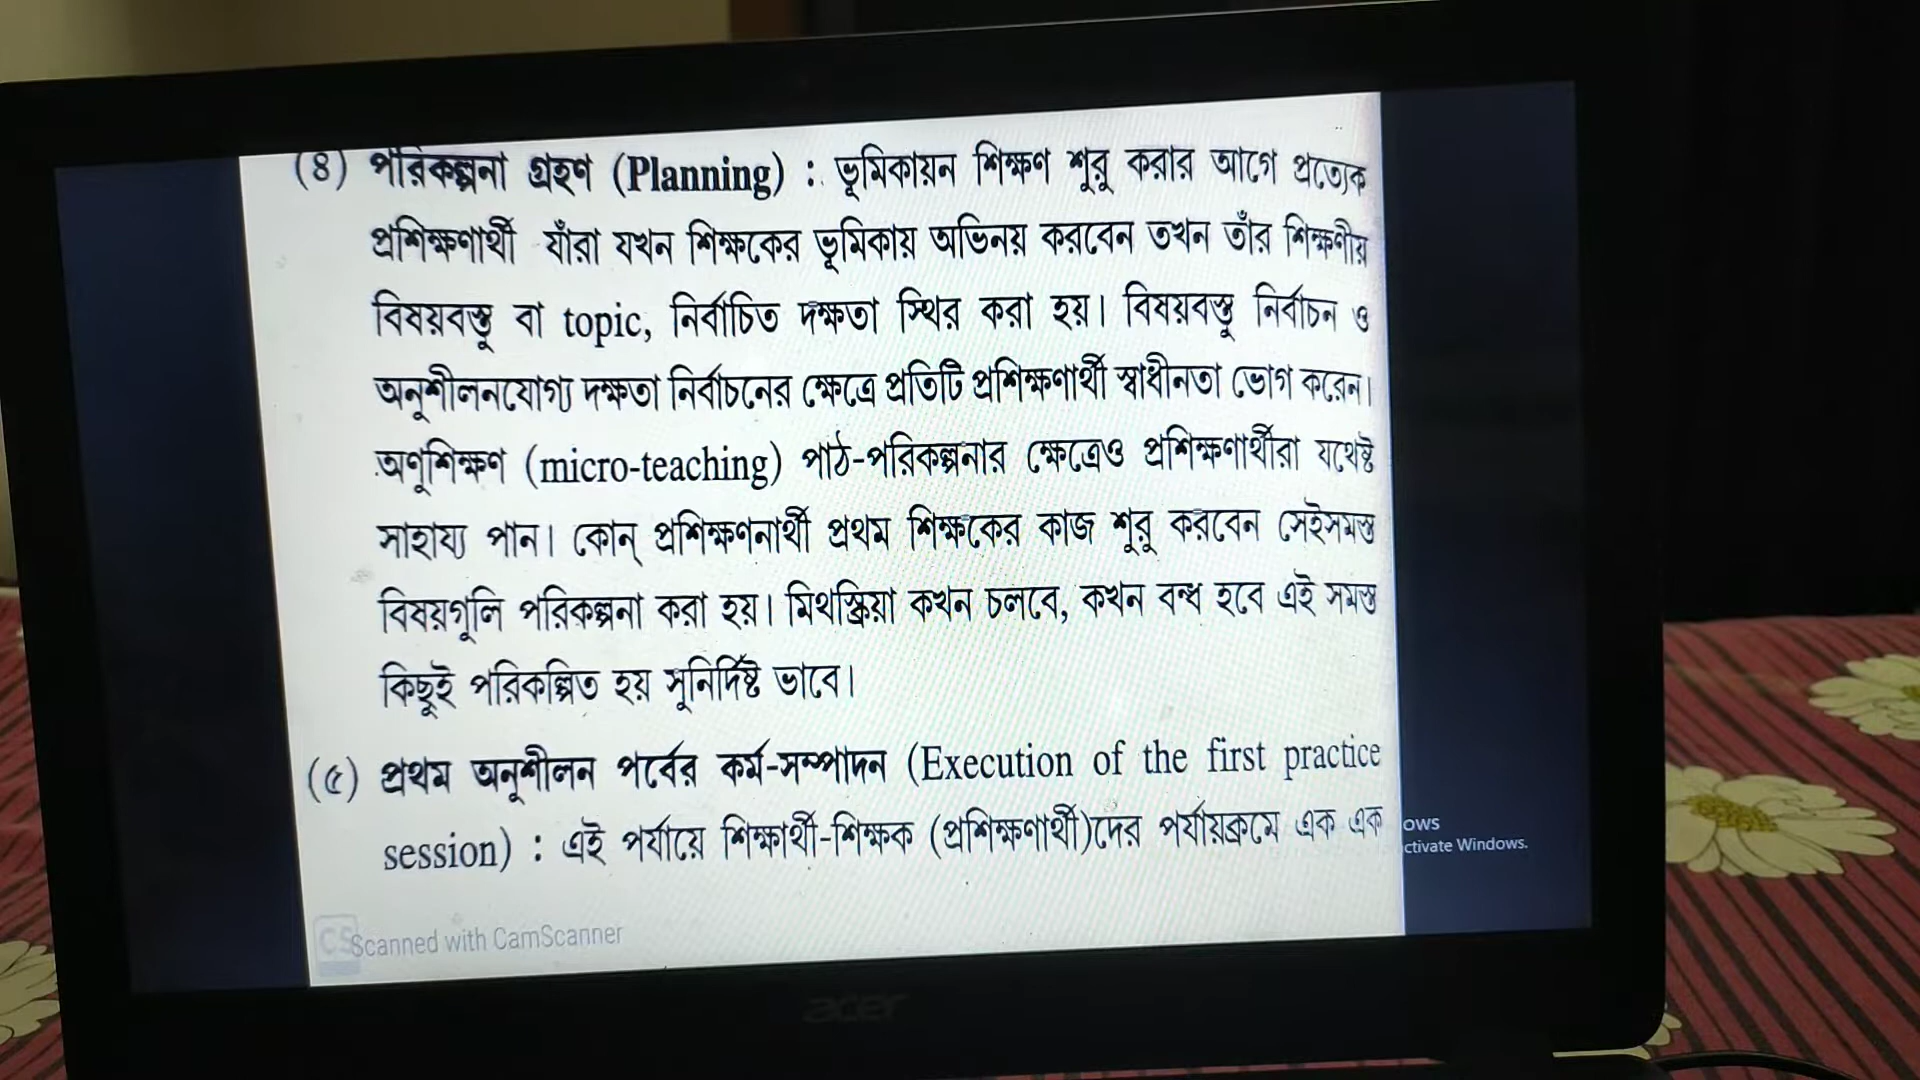 (৪) পরিকল্পনা গ্রহণ (Planning) : ভূমিকায়ন শিক্ষণ শুরু করার আগে প্রত্যেক
প্রশিক্ষণার্থী যাঁরা যখন শিক্ষকের ভূমিকায় অভিনয় করবেন তখন তাঁর শিক্ষণীয়
বিষয়বস্তু বা topic, নির্বাচিত দক্ষতা স্থির করা হয়। বিষয়বস্তু নির্বাচন ও
অনুশীলনযোগ্য দক্ষতা নির্বাচনের ক্ষেত্রে প্রতিটি প্রশিক্ষণার্থী স্বাধীনতা ভোগ করেন।
অণুশিক্ষণ (micro-teaching) পাঠ-পরিকল্পনার ক্ষেত্রেও প্রশিক্ষণার্থীরা যথেষ্ট
সাহায্য পান। কোন্ প্রশিক্ষণনার্থী প্রথম শিক্ষকের কাজ শুরু করবেন সেইসমস্ত
বিষয়গুলি পরিকল্পনা করা হয়। মিথস্ক্রিয়া কখন চলবে, কখন বন্ধ হবে এই সমস্ত
কিছুই পরিকল্পিত হয় সুনির্দিষ্ট ভাবে।
(৫) প্রথম অনুশীলন পর্বের কর্ম-সম্পাদন (Execution of the first practice
session) : এই পর্যায়ে শিক্ষার্থী-শিক্ষক (প্রশিক্ষণার্থী)দের পর্যায়ক্রমে এক এক
ows
ctivate Windows.
CS Scanned with CamScanner
acer